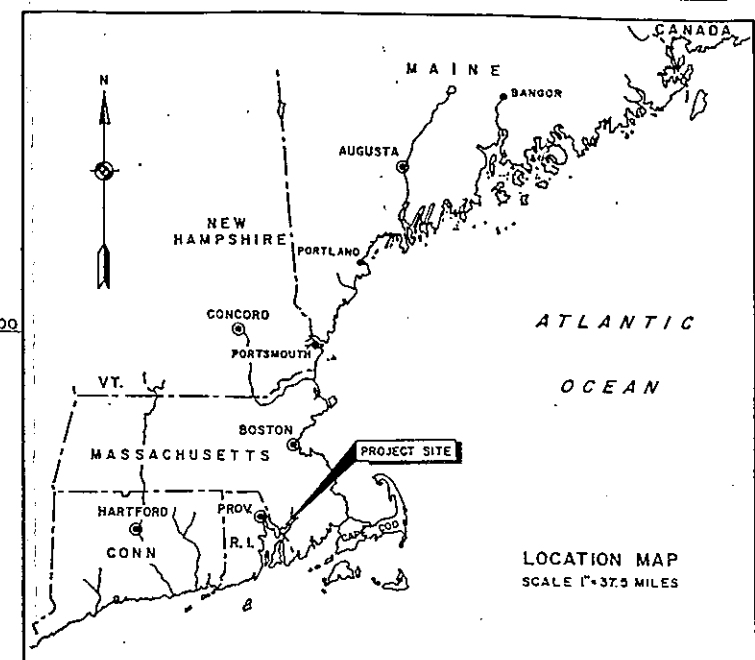 CANADA
MAINE
N
BANGOR
AUGUSTA
NEW
HAMPSHIRE
PORTLAND
CONCORD
00
ATLANTIC
PORTSMOUTH
VT.
OCEAN
BOSTON
MASSACHUSETTS
PROJECT SITE
HARTFORD
PROV.
R.I.
CAPE COD
CONN
LOCATION MAP
SCALE 1"=37.5 MILES